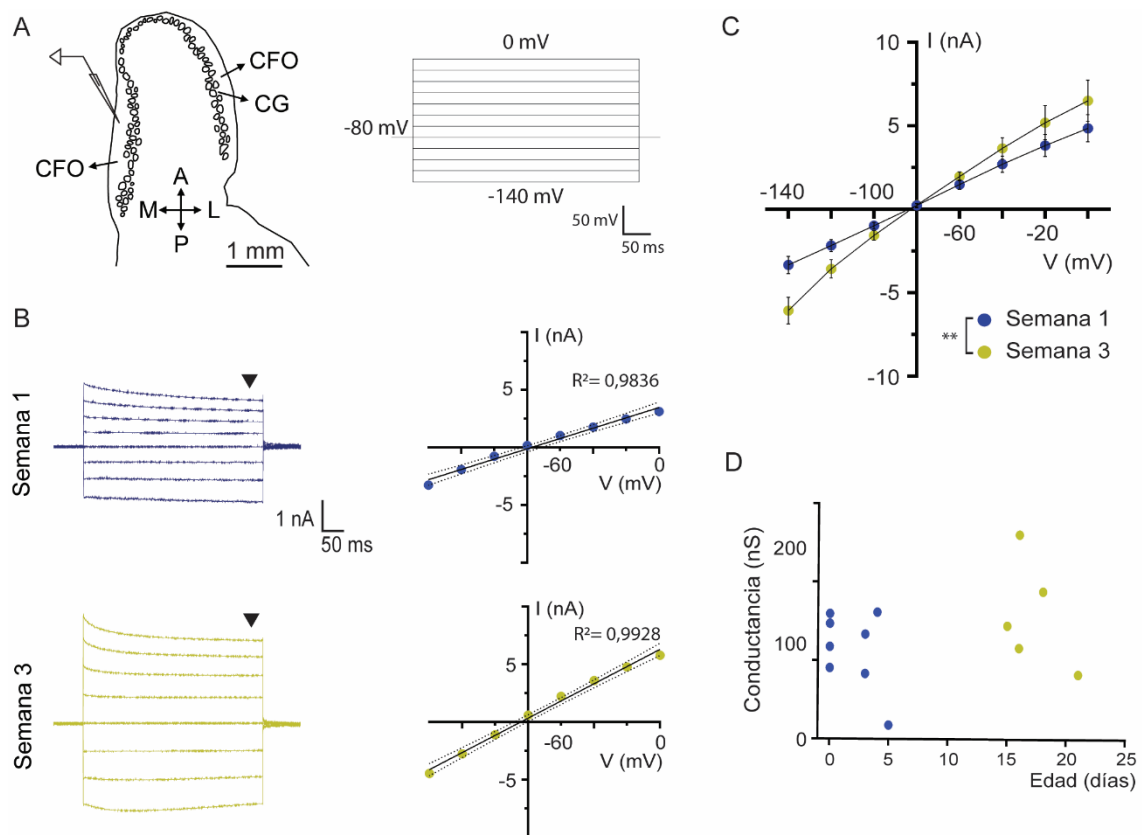 A
CFO
CG
CFO
A
M
L
P
1 mm
0 mV
-80 mV
-140 mV
50 mV
50 ms
B
Semana 1
1 nA
50 ms
I (nA)
R²= 0,9836
5
-60
0
V (mV)
-5
Semana 3
I (nA)
R²= 0,9928
5
-60
0
V (mV)
-5
C
I (nA)
10
5
-140
-100
-60
-20
V (mV)
-5
-10
**
Semana 1
Semana 3
D
Conductancia (nS)
200
100
0
0
5
10
15
20
25
Edad (días)